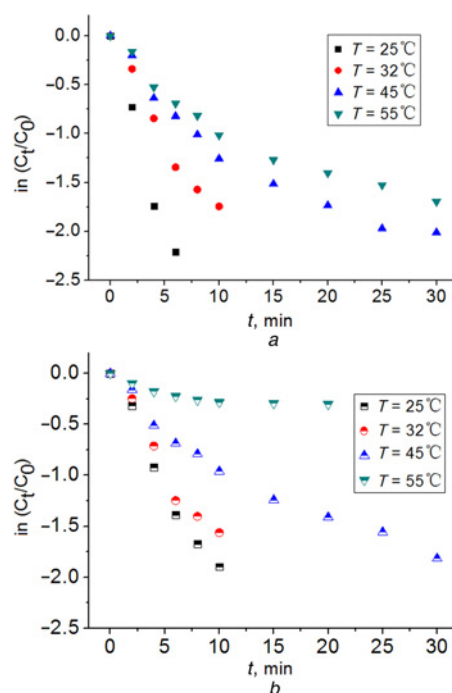 0.0
-0.5
-1.0
-1.5
-2.0
-2.5
in (Ct/C0)
T = 25℃
T = 32℃
T = 45℃
T = 55℃
0 5 10 15 20 25 30
t, min
a
0.0
-0.5
-1.0
-1.5
-2.0
-2.5
in (Ct/C0)
T = 25℃
T = 32℃
T = 45℃
T = 55℃
0 5 10 15 20 25 30
t, min
b